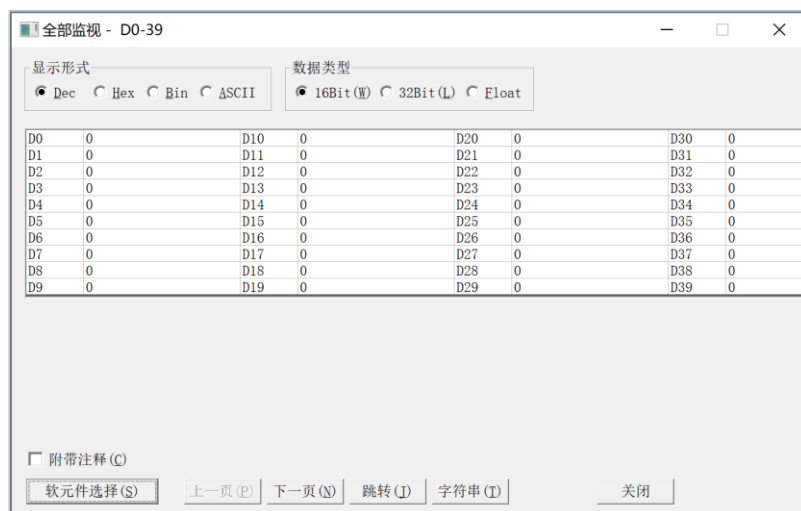 全部监视 - D0-39
显示形式 数据类型
Dec Hex Bin ASCII 16Bit(W) 32Bit(L) Float
D0 0 D10 0 D20 0 D30 0
D1 0 D11 0 D21 0 D31 0
D2 0 D12 0 D22 0 D32 0
D3 0 D13 0 D23 0 D33 0
D4 0 D14 0 D24 0 D34 0
D5 0 D15 0 D25 0 D35 0
D6 0 D16 0 D26 0 D36 0
D7 0 D17 0 D27 0 D37 0
D8 0 D18 0 D28 0 D38 0
D9 0 D19 0 D29 0 D39 0
附带注释(C)
软元件选择(S) 上一页(P) 下一页(N) 跳转(J) 字符串(T) 关闭